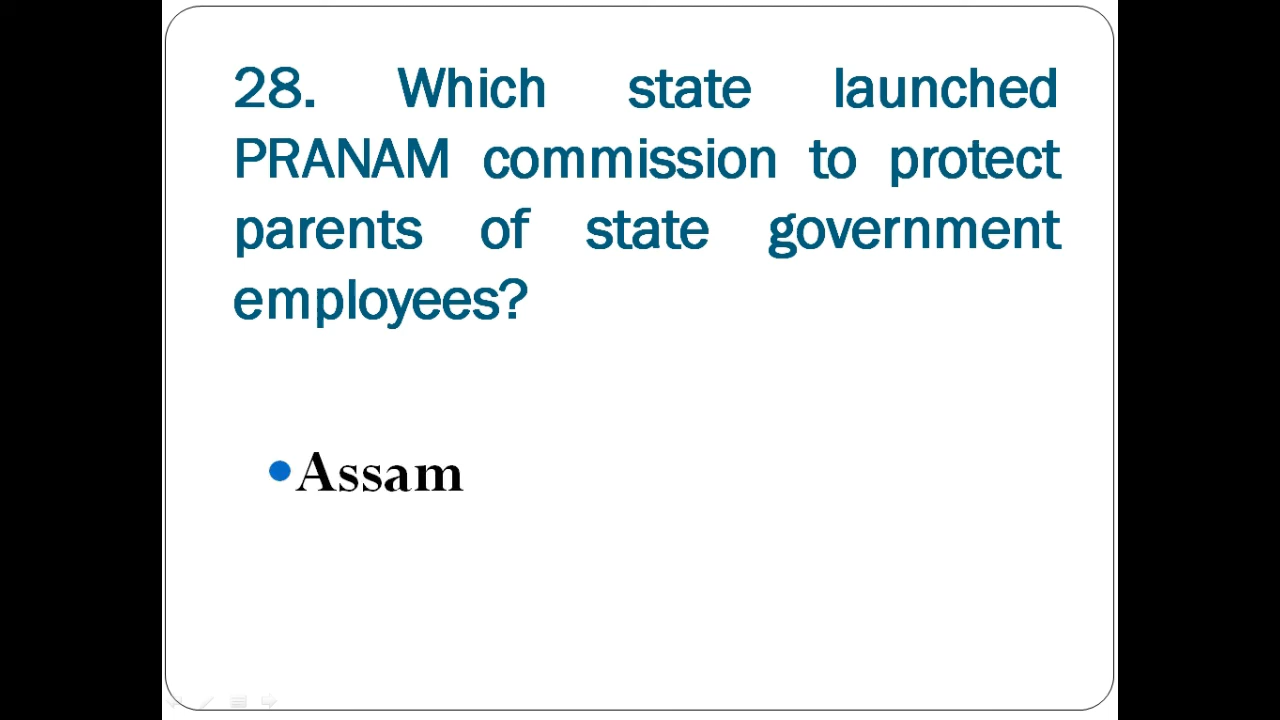 28. Which state launched
PRANAM commission to protect
parents of state government
employees?
Assam